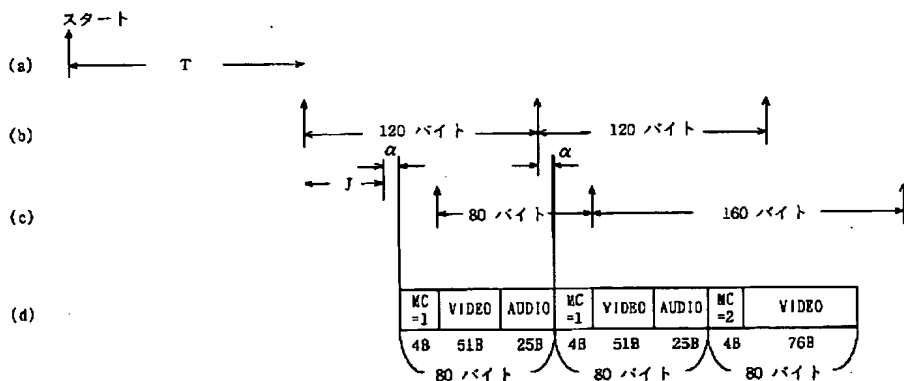 スタート
(a) T
(b) 120 バイト 120 バイト
α α
J
(c) 80 バイト 160 バイト
(d) MC=1 VIDEO AUDIO MC=1 VIDEO AUDIO MC=2 VIDEO
4B 51B 25B 4B 51B 25B 4B 76B
80 バイト 80 バイト 80 バイト